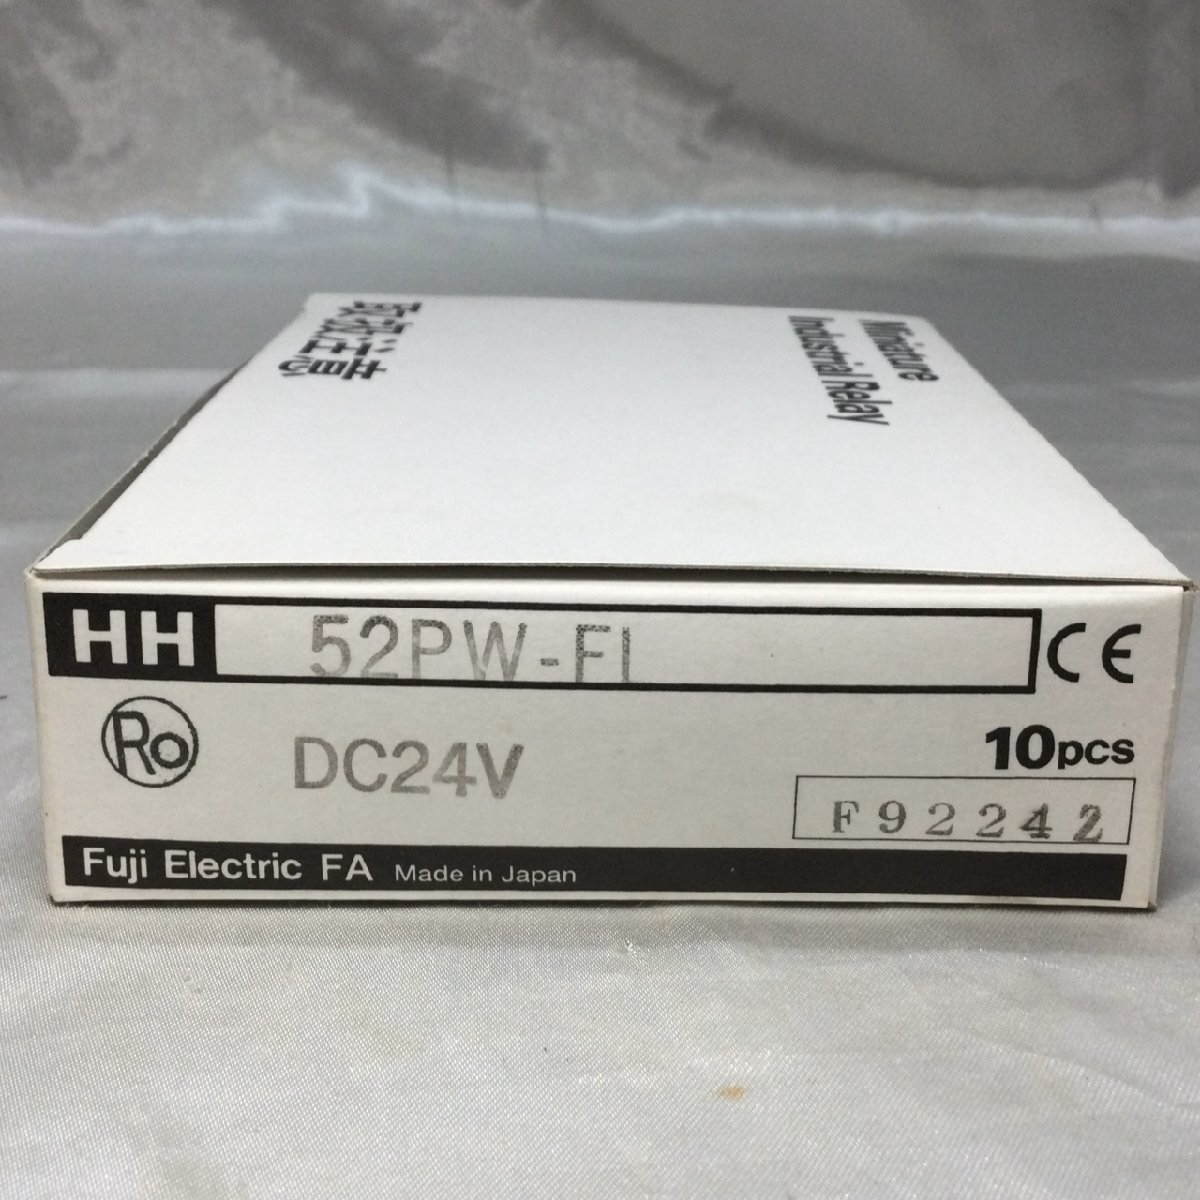 取扱注意
Miniature
Industrial Relay
HH 52PW-FL CE
Ro DC24V 10pcs
F92242
Fuji Electric FA Made in Japan